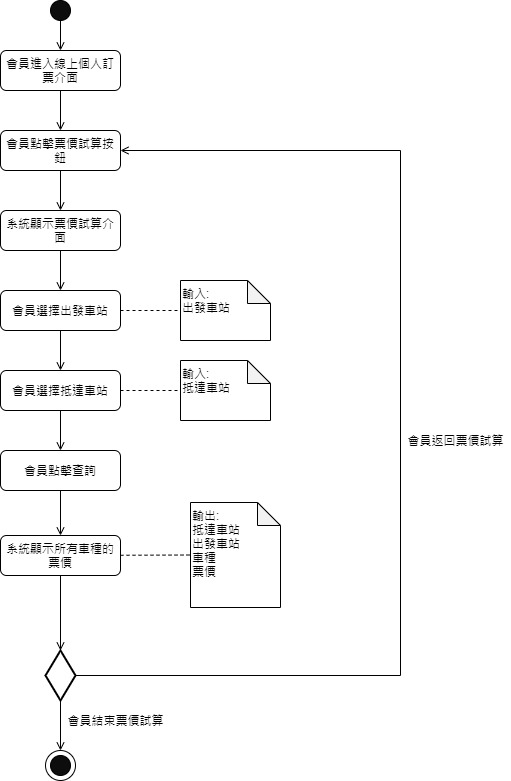 會員進入線上個人訂
票介面
會員點擊票價試算按
鈕
系統顯示票價試算介
面
會員選擇出發車站
輸入:
出發車站
會員選擇抵達車站
輸入:
抵達車站
會員返回票價試算
會員點擊查詢
系統顯示所有車種的
票價
輸出:
抵達車站
出發車站
車種
票價
會員結束票價試算